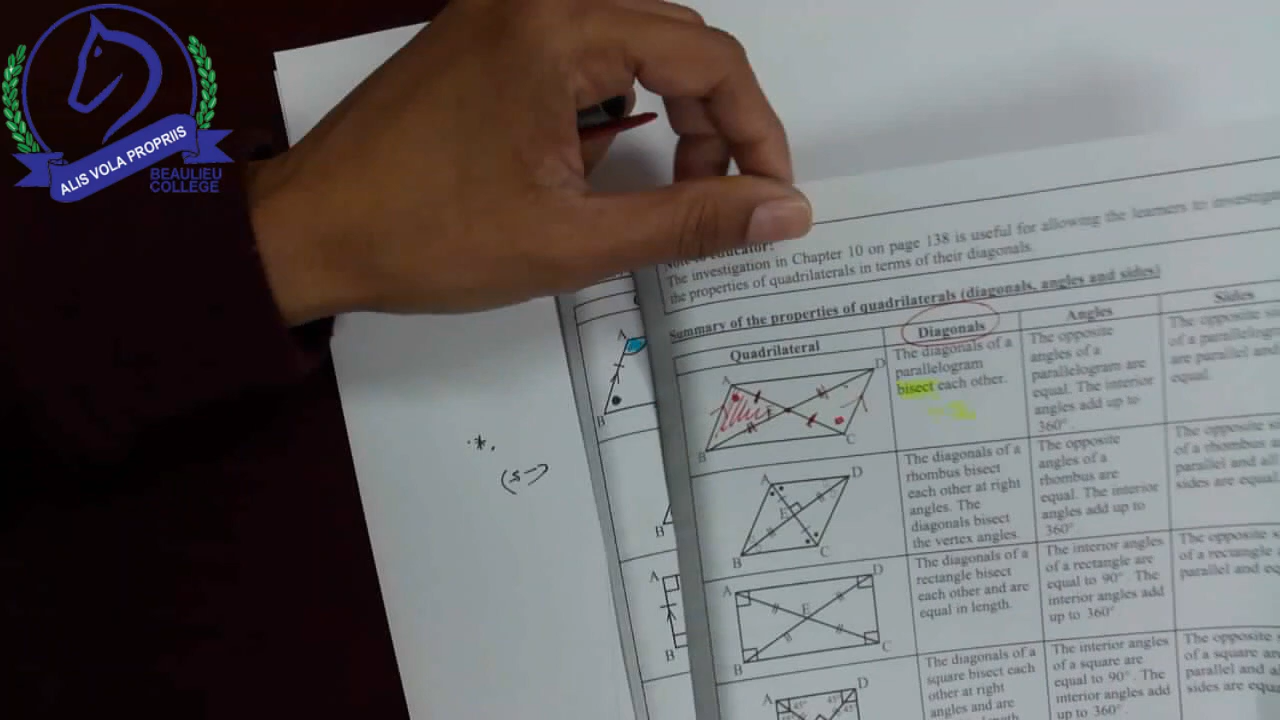 ALIS VOLA PROPRIIS
BEAULIEU
COLLEGE
educator:
The investigation in Chapter 10 on page 138 is useful for allowing the learners to
the properties of quadrilaterals in terms of their diagonals.
Summary of the properties of quadrilaterals (diagonals, angles and sides)
Quadrilateral
Diagonals
Angles
Sides
A
D
B
C
The diagonals of a
parallelogram
bisect each other.
The opposite
angles of a
parallelogram are
equal. The interior
angles add up to
360°.
The opposite
of a parallelogram
are parallel and
equal.
A
D
E
B
C
The diagonals of a
rhombus bisect
each other at right
angles. The
diagonals bisect
the vertex angles.
The opposite
angles of a
rhombus are
equal. The interior
angles add up to
360°
The opposite
of a rhombus
parallel and all
sides are equal
A
D
E
B
C
The diagonals of a
rectangle bisect
each other and are
equal in length.
The interior angles
of a rectangle are
equal to 90°. The
interior angles add
up to 360°
The opposite
of a rectangle
parallel and
A
D
45°
45°
The diagonals of a
square bisect each
other at right
angles and are
The interior angles
of a square are
equal to 90°. The
interior angles add
up to 360°
The opposite
of a square
parallel and
sides are
A
B
B
A
B